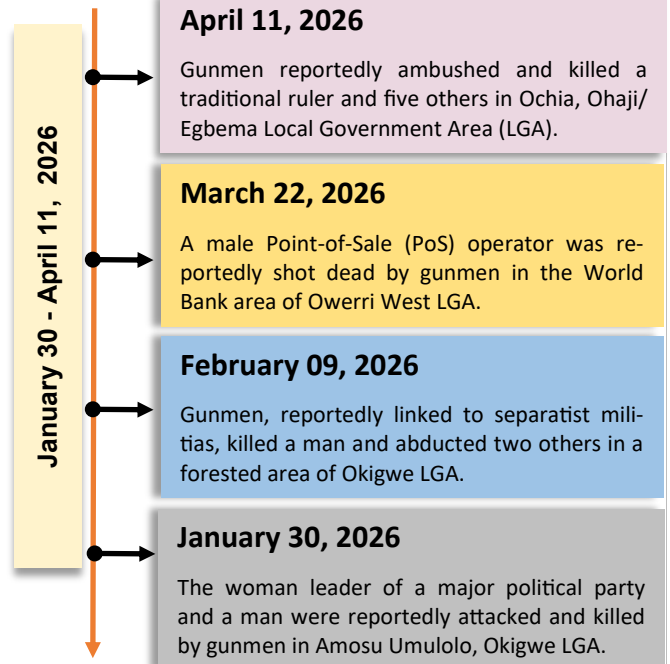 January 30 - April 11, 2026
April 11, 2026
Gunmen reportedly ambushed and killed a
traditional ruler and five others in Ochia, Ohaji/
Egbema Local Government Area (LGA).
March 22, 2026
A male Point-of-Sale (PoS) operator was re-
portedly shot dead by gunmen in the World
Bank area of Owerri West LGA.
February 09, 2026
Gunmen, reportedly linked to separatist mili-
tias, killed a man and abducted two others in a
forested area of Okigwe LGA.
January 30, 2026
The woman leader of a major political party
and a man were reportedly attacked and killed
by gunmen in Amosu Umulolo, Okigwe LGA.